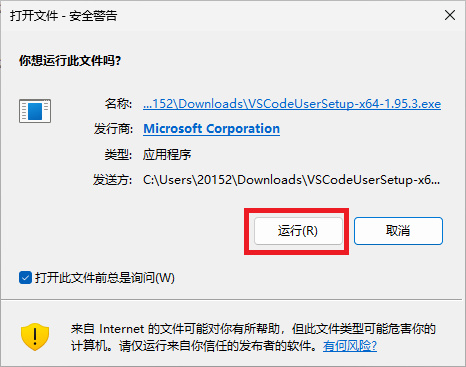 打开文件 - 安全警告
你想运行此文件吗?
名称: ...152\Downloads\VSCodeUserSetup-x64-1.95.3.exe
发行商: Microsoft Corporation
类型: 应用程序
发送方: C:\Users\20152\Downloads\VSCodeUserSetup-x6...
运行(R) 取消
打开此文件前总是询问(W)
来自 Internet 的文件可能对你有所帮助，但此文件类型可能危害你的
计算机。请仅运行来自你信任的发布者的软件。有何风险?